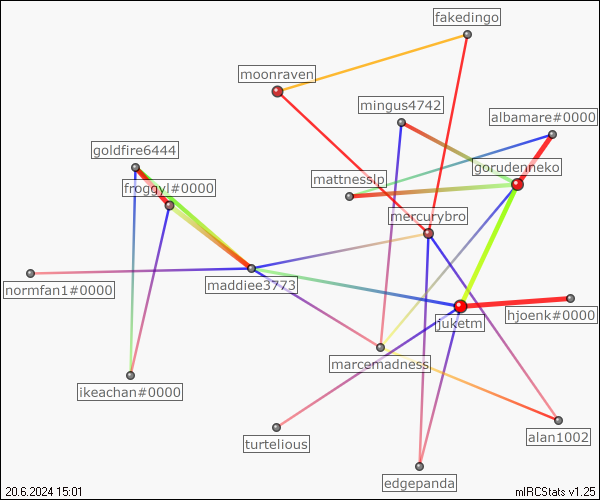 fakedingo
moonraven
mingus4742
albamare#0000
goldfire6444
gorudenneko
froggyl#0000
mattnesslp
mercurybro
maddiee3773
normfan1#0000
hjoenk#0000
juketm
marcemadness
ikeachan#0000
turtelious
alan1002
edgepanda
20.6.2024 15:01
mIRCStats v1.25